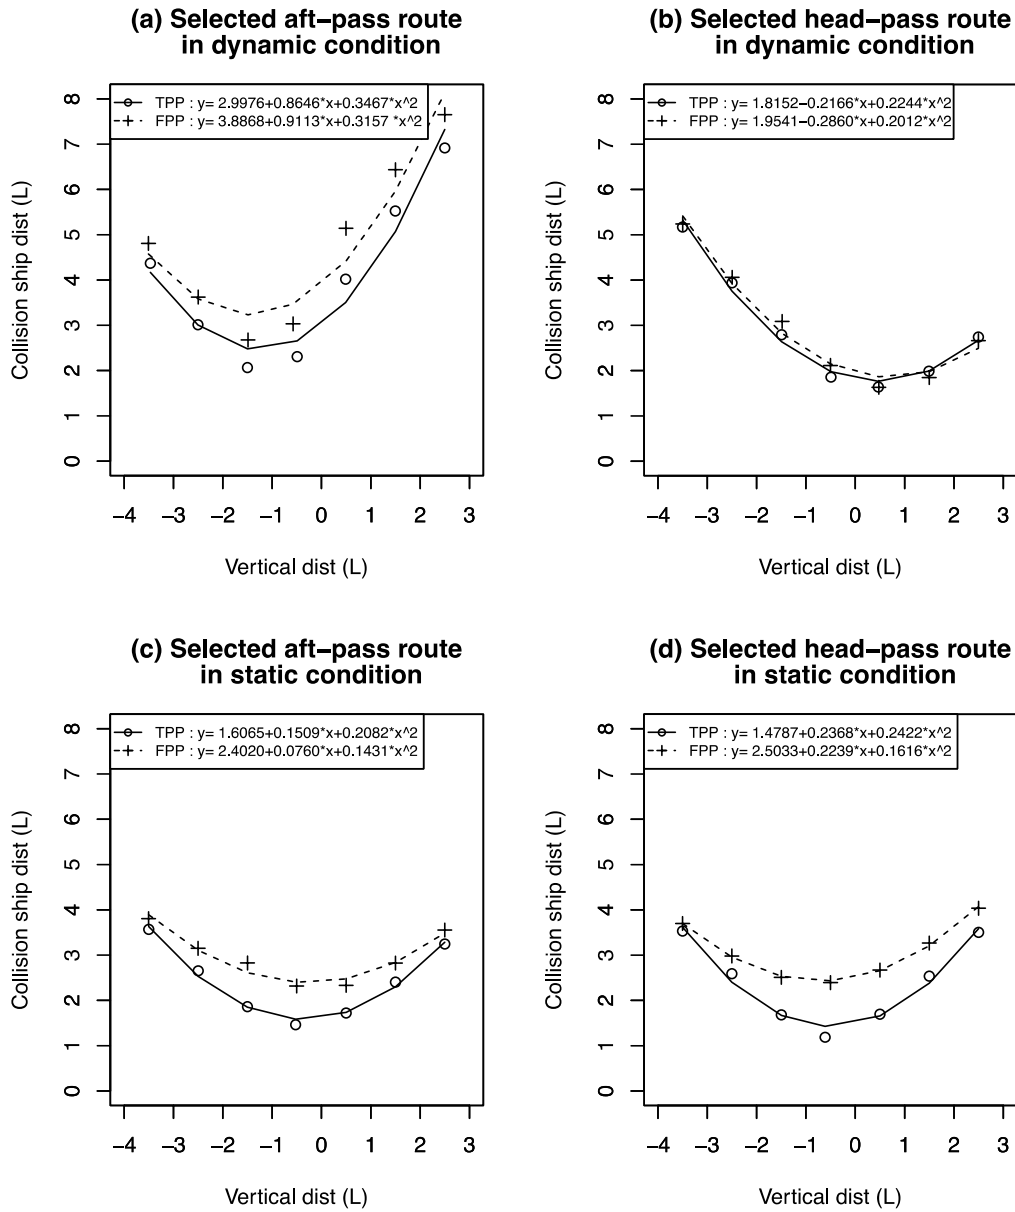 (a) Selected aft−pass route
in dynamic condition
TPP : y= 2.9976+0.8646*x+0.3467*x^2
FPP : y= 3.8868+0.9113*x+0.3157 *x^2
Collision ship dist (L)
8
7
6
5
4
3
2
1
0
−4 −3 −2 −1 0 1 2 3
Vertical dist (L)
(b) Selected head−pass route
in dynamic condition
TPP : y= 1.8152−0.2166*x+0.2244*x^2
FPP : y= 1.9541−0.2860*x+0.2012*x^2
Collision ship dist (L)
8
7
6
5
4
3
2
1
0
−4 −3 −2 −1 0 1 2 3
Vertical dist (L)
(c) Selected aft−pass route
in static condition
TPP : y= 1.6065+0.1509*x+0.2082*x^2
FPP : y= 2.4020+0.0760*x+0.1431*x^2
Collision ship dist (L)
8
7
6
5
4
3
2
1
0
−4 −3 −2 −1 0 1 2 3
Vertical dist (L)
(d) Selected head−pass route
in static condition
TPP : y= 1.4787+0.2368*x+0.2422*x^2
FPP : y= 2.5033+0.2239*x+0.1616*x^2
Collision ship dist (L)
8
7
6
5
4
3
2
1
0
−4 −3 −2 −1 0 1 2 3
Vertical dist (L)